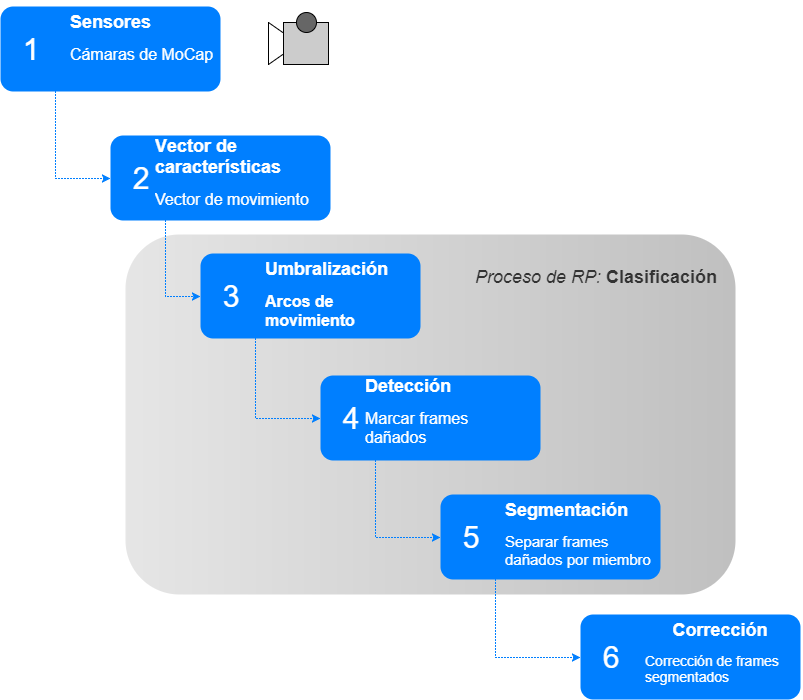 Sensores
1
Cámaras de MoCap
Vector de
características
2
Vector de movimiento
Proceso de RP: Clasificación
Umbralización
3
Arcos de
movimiento
Detección
4
Marcar frames
dañados
Segmentación
5
Separar frames
dañados por miembro
Corrección
6
Corrección de frames
segmentados